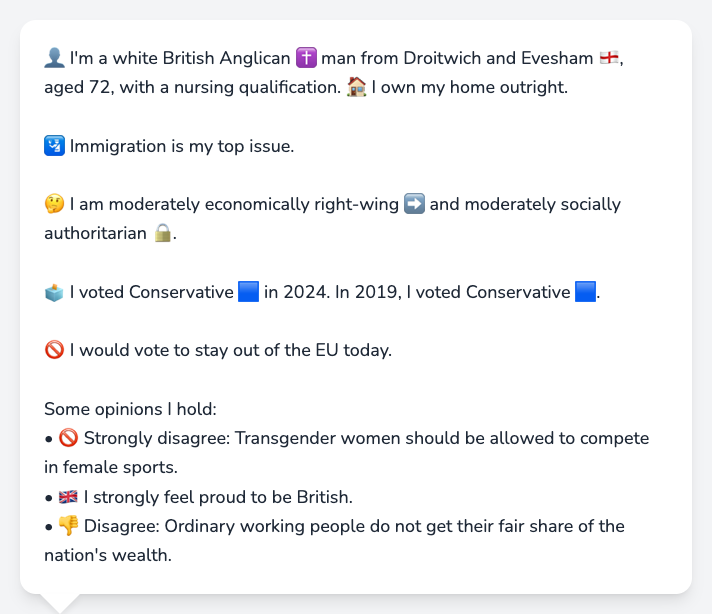 👤 I'm a white British Anglican ✝️ man from Droitwich and Evesham 🏴󠁧󠁢󠁥󠁮󠁧󠁿,
aged 72, with a nursing qualification. 🏠 I own my home outright.
🛂 Immigration is my top issue.
🤔 I am moderately economically right-wing ➡️ and moderately socially
authoritarian 🔒.
🗳️ I voted Conservative 🟦 in 2024. In 2019, I voted Conservative 🟦.
🚫 I would vote to stay out of the EU today.
Some opinions I hold:
• 🚫 Strongly disagree: Transgender women should be allowed to compete
in female sports.
• 🇬🇧 I strongly feel proud to be British.
• 👎 Disagree: Ordinary working people do not get their fair share of the
nation's wealth.